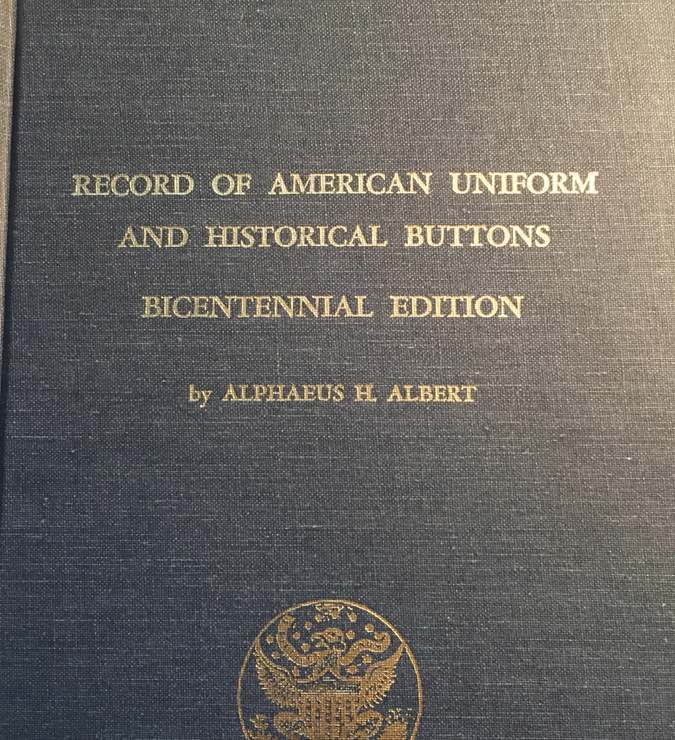 RECORD OF AMERICAN UNIFORM
AND HISTORICAL BUTTONS
BICENTENNIAL EDITION
by ALPHAEUS H. ALBERT